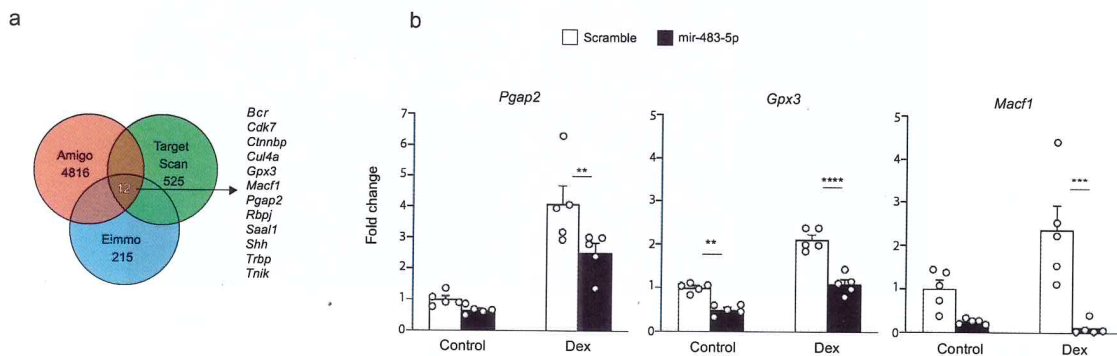 a
Amigo
4816
Target
Scan
525
12
Eimmo
215
Bcr
Cdk7
Ctnnbp
Cul4a
Gpx3
Macf1
Pgap2
Rbpj
Saal1
Shh
Trbp
Tnik
b
Scramble
mir-483-5p
Fold change
Pgap2
7
6
5
4
3
2
1
0
**
Control
Dex
Gpx3
5
4
3
2
1
0
**
****
Control
Dex
Macf1
5
4
3
2
1
0
***
Control
Dex